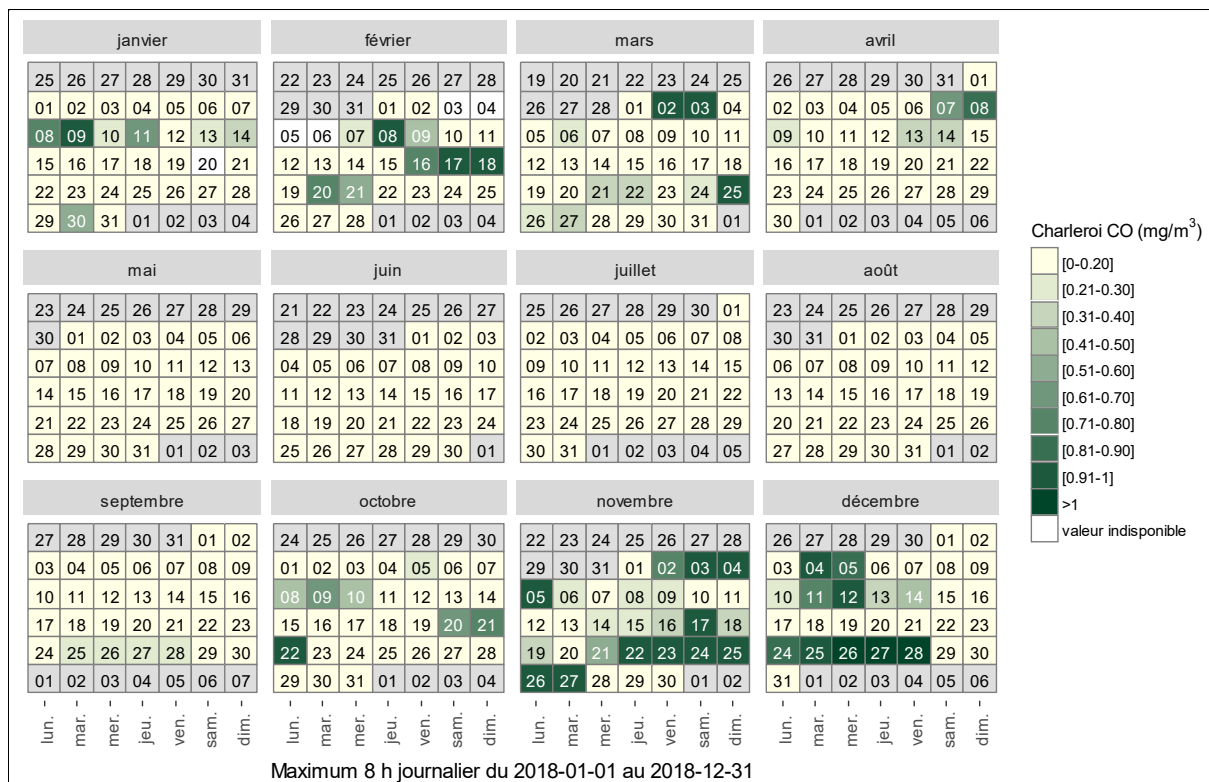 janvier février mars avril
25 26 27 28 29 30 31 22 23 24 25 26 27 28 19 20 21 22 23 24 25 26 27 28 29 30 31 01
01 02 03 04 05 06 07 29 30 31 01 02 03 04 26 27 28 01 02 03 04 02 03 04 05 06 07 08
08 09 10 11 12 13 14 05 06 07 08 09 10 11 05 06 07 08 09 10 11 09 10 11 12 13 14 15
15 16 17 18 19 20 21 12 13 14 15 16 17 18 12 13 14 15 16 17 18 16 17 18 19 20 21 22
22 23 24 25 26 27 28 19 20 21 22 23 24 25 19 20 21 22 23 24 25 23 24 25 26 27 28 29
29 30 31 01 02 03 04 26 27 28 01 02 03 04 26 27 28 29 30 31 01 30 01 02 03 04 05 06
mai juin juillet août
23 24 25 26 27 28 29 21 22 23 24 25 26 27 25 26 27 28 29 30 01 23 24 25 26 27 28 29
30 01 02 03 04 05 06 28 29 30 31 01 02 03 02 03 04 05 06 07 08 30 31 01 02 03 04 05
07 08 09 10 11 12 13 04 05 06 07 08 09 10 09 10 11 12 13 14 15 06 07 08 09 10 11 12
14 15 16 17 18 19 20 11 12 13 14 15 16 17 16 17 18 19 20 21 22 13 14 15 16 17 18 19
21 22 23 24 25 26 27 18 19 20 21 22 23 24 23 24 25 26 27 28 29 20 21 22 23 24 25 26
28 29 30 31 01 02 03 25 26 27 28 29 30 01 30 31 01 02 03 04 05 27 28 29 30 31 01 02
septembre octobre novembre décembre
27 28 29 30 31 01 02 24 25 26 27 28 29 30 22 23 24 25 26 27 28 26 27 28 29 30 01 02
03 04 05 06 07 08 09 01 02 03 04 05 06 07 29 30 31 01 02 03 04 03 04 05 06 07 08 09
10 11 12 13 14 15 16 08 09 10 11 12 13 14 05 06 07 08 09 10 11 10 11 12 13 14 15 16
17 18 19 20 21 22 23 15 16 17 18 19 20 21 12 13 14 15 16 17 18 17 18 19 20 21 22 23
24 25 26 27 28 29 30 22 23 24 25 26 27 28 19 20 21 22 23 24 25 24 25 26 27 28 29 30
01 02 03 04 05 06 07 29 30 31 01 02 03 04 26 27 28 29 30 01 02 31 01 02 03 04 05 06
lun. mar. mer. jeu. ven. sam. dim. lun. mar. mer. jeu. ven. sam. dim. lun. mar. mer. jeu. ven. sam. dim. lun. mar. mer. jeu. ven. sam. dim.
Maximum 8 h journalier du 2018-01-01 au 2018-12-31
Charleroi CO (mg/m³)
[0-0.20]
[0.21-0.30]
[0.31-0.40]
[0.41-0.50]
[0.51-0.60]
[0.61-0.70]
[0.71-0.80]
[0.81-0.90]
[0.91-1]
>1
valeur indisponible